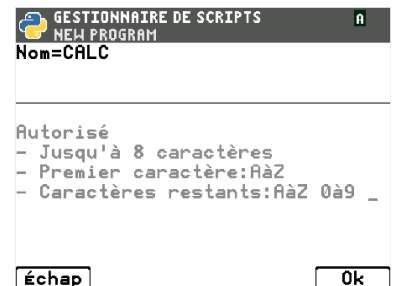 GESTIONNAIRE DE SCRIPTS A
NEW PROGRAM
Nom=CALC
Autorisé
- Jusqu'à 8 caractères
- Premier caractère:AàZ
- Caractères restants:AàZ 0à9 _
Échap Ok